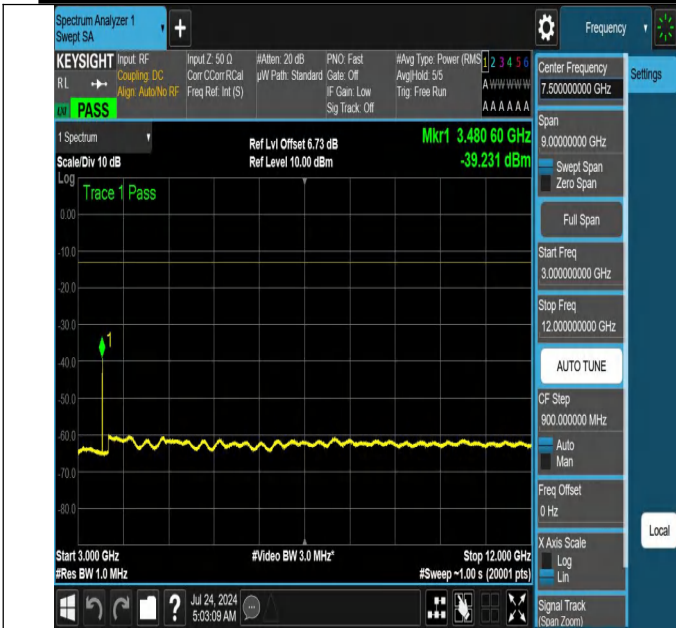 Spectrum Analyzer 1
Swept SA
+
Frequency
KEYSIGHT
RL
PASS
Input: RF
Coupling: DC
Align: Auto/No RF
Input Z: 50 Ω
Corr CCorr RCal
Freq Ref: Int (S)
#Atten: 20 dB
µW Path: Standard
PNO: Fast
Gate: Off
IF Gain: Low
Sig Track: Off
#Avg Type: Power (RMS
Avg|Hold: 5/5
Trig: Free Run
1 2 3 4 5 6
A W W W W W
A A A A A A
1 Spectrum
Scale/Div 10 dB
Ref Lvl Offset 6.73 dB
Ref Level 10.00 dBm
Mkr1 3.480 60 GHz
-39.231 dBm
Log
Trace 1 Pass
0.00
-10.0
-20.0
-30.0
1
-40.0
-50.0
-60.0
-70.0
-80.0
Start 3.000 GHz
#Res BW 1.0 MHz
#Video BW 3.0 MHz*
Stop 12.000 GHz
#Sweep ~1.00 s (20001 pts)
?
Jul 24, 2024
5:03:09 AM
Center Frequency
7.500000000 GHz
Settings
Span
9.00000000 GHz
Swept Span
Zero Span
Full Span
Start Freq
3.000000000 GHz
Stop Freq
12.000000000 GHz
AUTO TUNE
CF Step
900.000000 MHz
Auto
Man
Freq Offset
0 Hz
Local
X Axis Scale
Log
Lin
Signal Track
(Span Zoom)